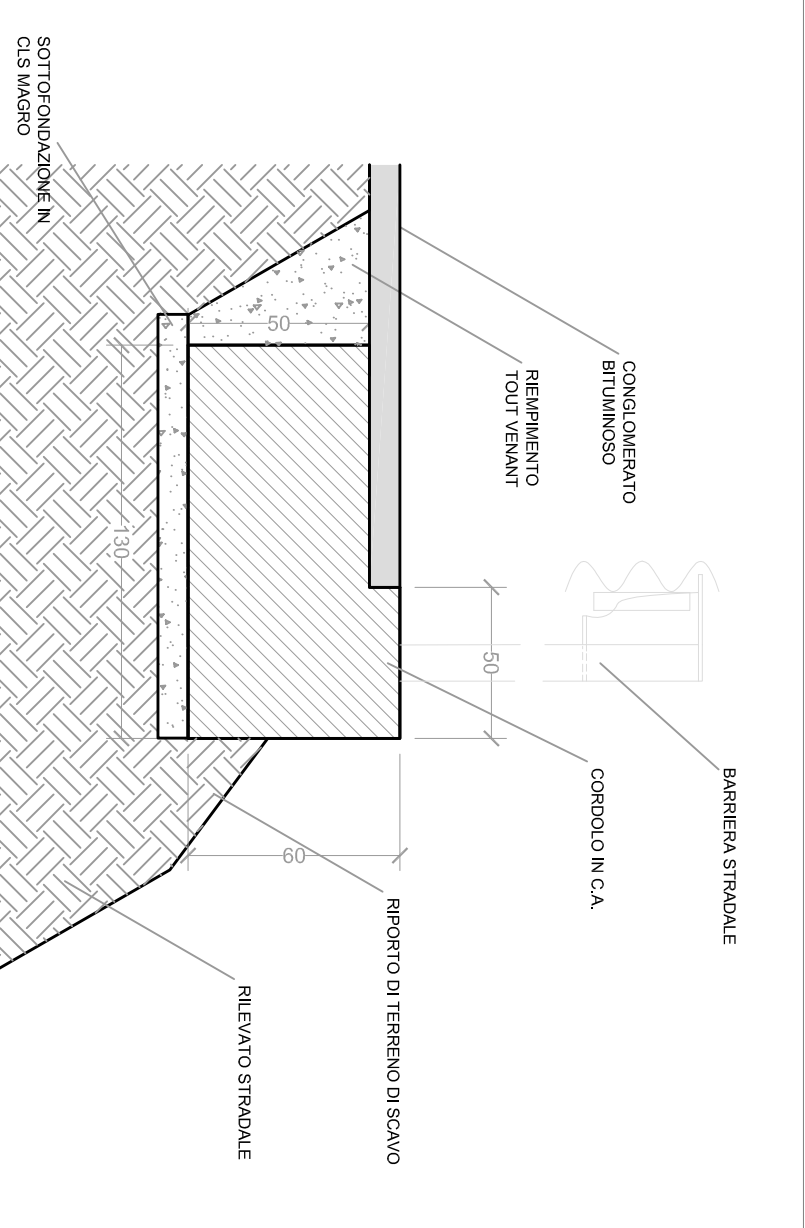 BARRIERA STRADALE
CONGLOMERATO
BITUMINOSO
CORDOLO IN C.A.
RIEMPIMENTO
TOUT VENANT
50
RIPORTO DI TERRENO DI SCAVO
60
50
RILEVATO STRADALE
130
SOTTOFONDAZIONE IN
CLS MAGRO